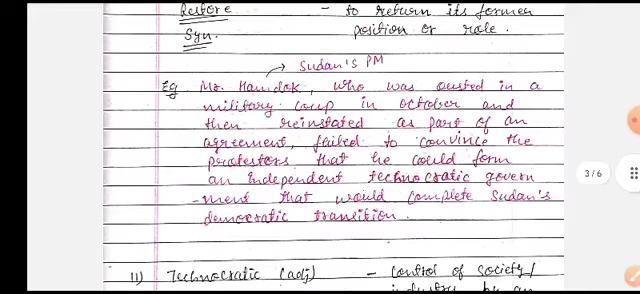 Restore - to return its former
Syn position or role.
Sudan's PM
Eg Mr. Hamdok, who was ousted in a
military coup in october and
then reinstated as part of an
agreement, failed to convince the
protestors that he could form
an independent technocratic govern
-ment that would complete Sudan's
democratic transition.
3/6
11) Technocratic (adj) - control of society/
industry by an